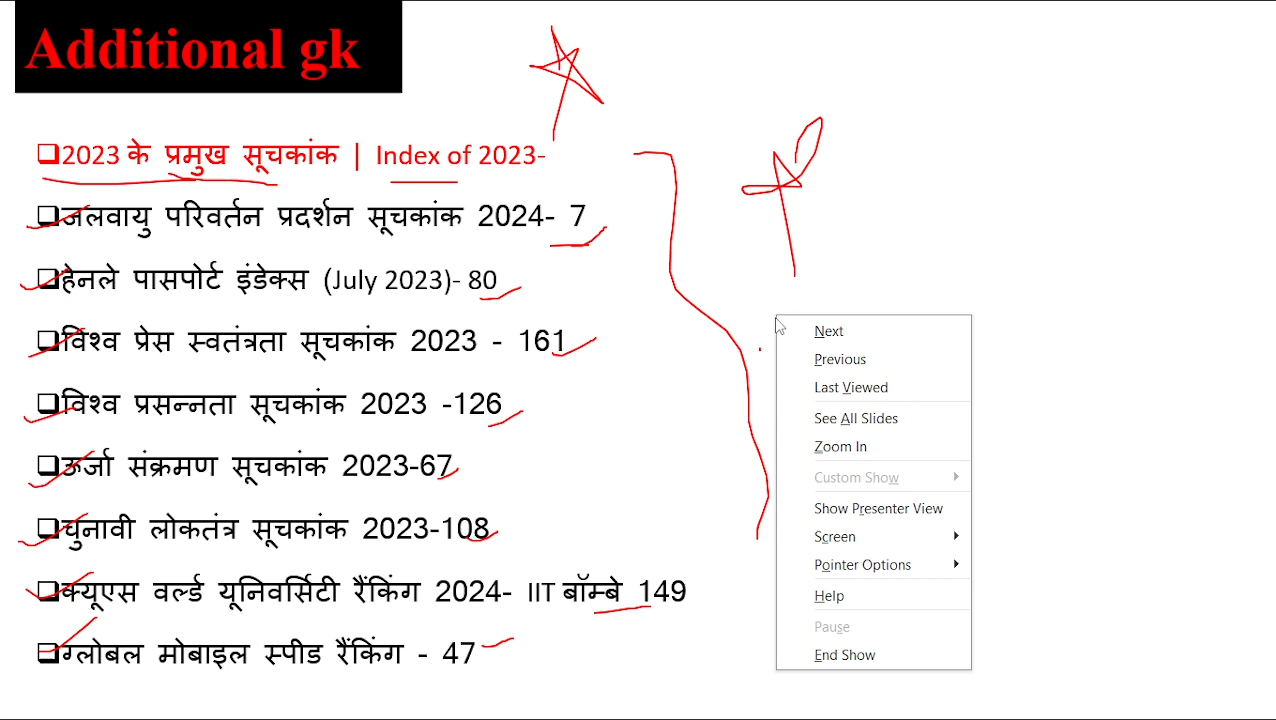 Additional gk
2023 के प्रमुख सूचकांक | Index of 2023-
जलवायु परिवर्तन प्रदर्शन सूचकांक 2024- 7
हेनले पासपोर्ट इंडेक्स (July 2023)- 80
विश्व प्रेस स्वतंत्रता सूचकांक 2023 - 161
विश्व प्रसन्नता सूचकांक 2023 -126
ऊर्जा संक्रमण सूचकांक 2023-67
चुनावी लोकतंत्र सूचकांक 2023-108
क्यूएस वर्ल्ड यूनिवर्सिटी रैंकिंग 2024- IIT बॉम्बे 149
ग्लोबल मोबाइल स्पीड रैंकिंग - 47
Next
Previous
Last Viewed
See All Slides
Zoom In
Custom Show
Show Presenter View
Screen
Pointer Options
Help
Pause
End Show